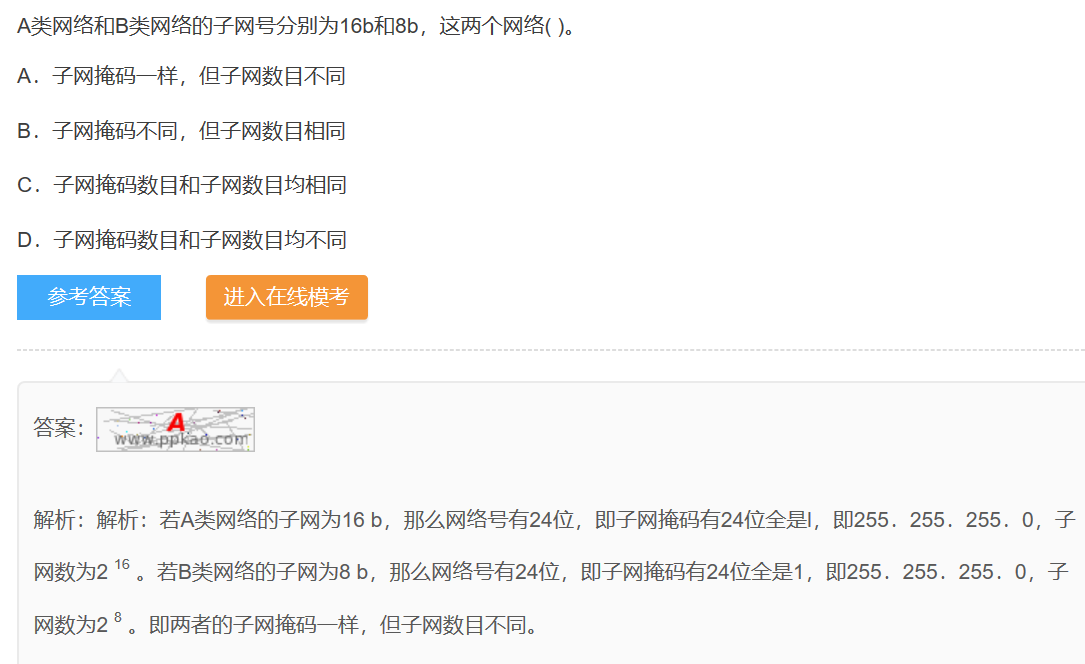 A类网络和B类网络的子网号分别为16b和8b，这两个网络( )。
A．子网掩码一样，但子网数目不同
B．子网掩码不同，但子网数目相同
C．子网掩码数目和子网数目均相同
D．子网掩码数目和子网数目均不同
参考答案 进入在线模考
答案： A
www.ppkao.com
解析：解析：若A类网络的子网为16 b，那么网络号有24位，即子网掩码有24位全是l，即255．255．255．0，子
网数为2 16 。若B类网络的子网为8 b，那么网络号有24位，即子网掩码有24位全是1，即255．255．255．0，子
网数为2 8 。即两者的子网掩码一样，但子网数目不同。